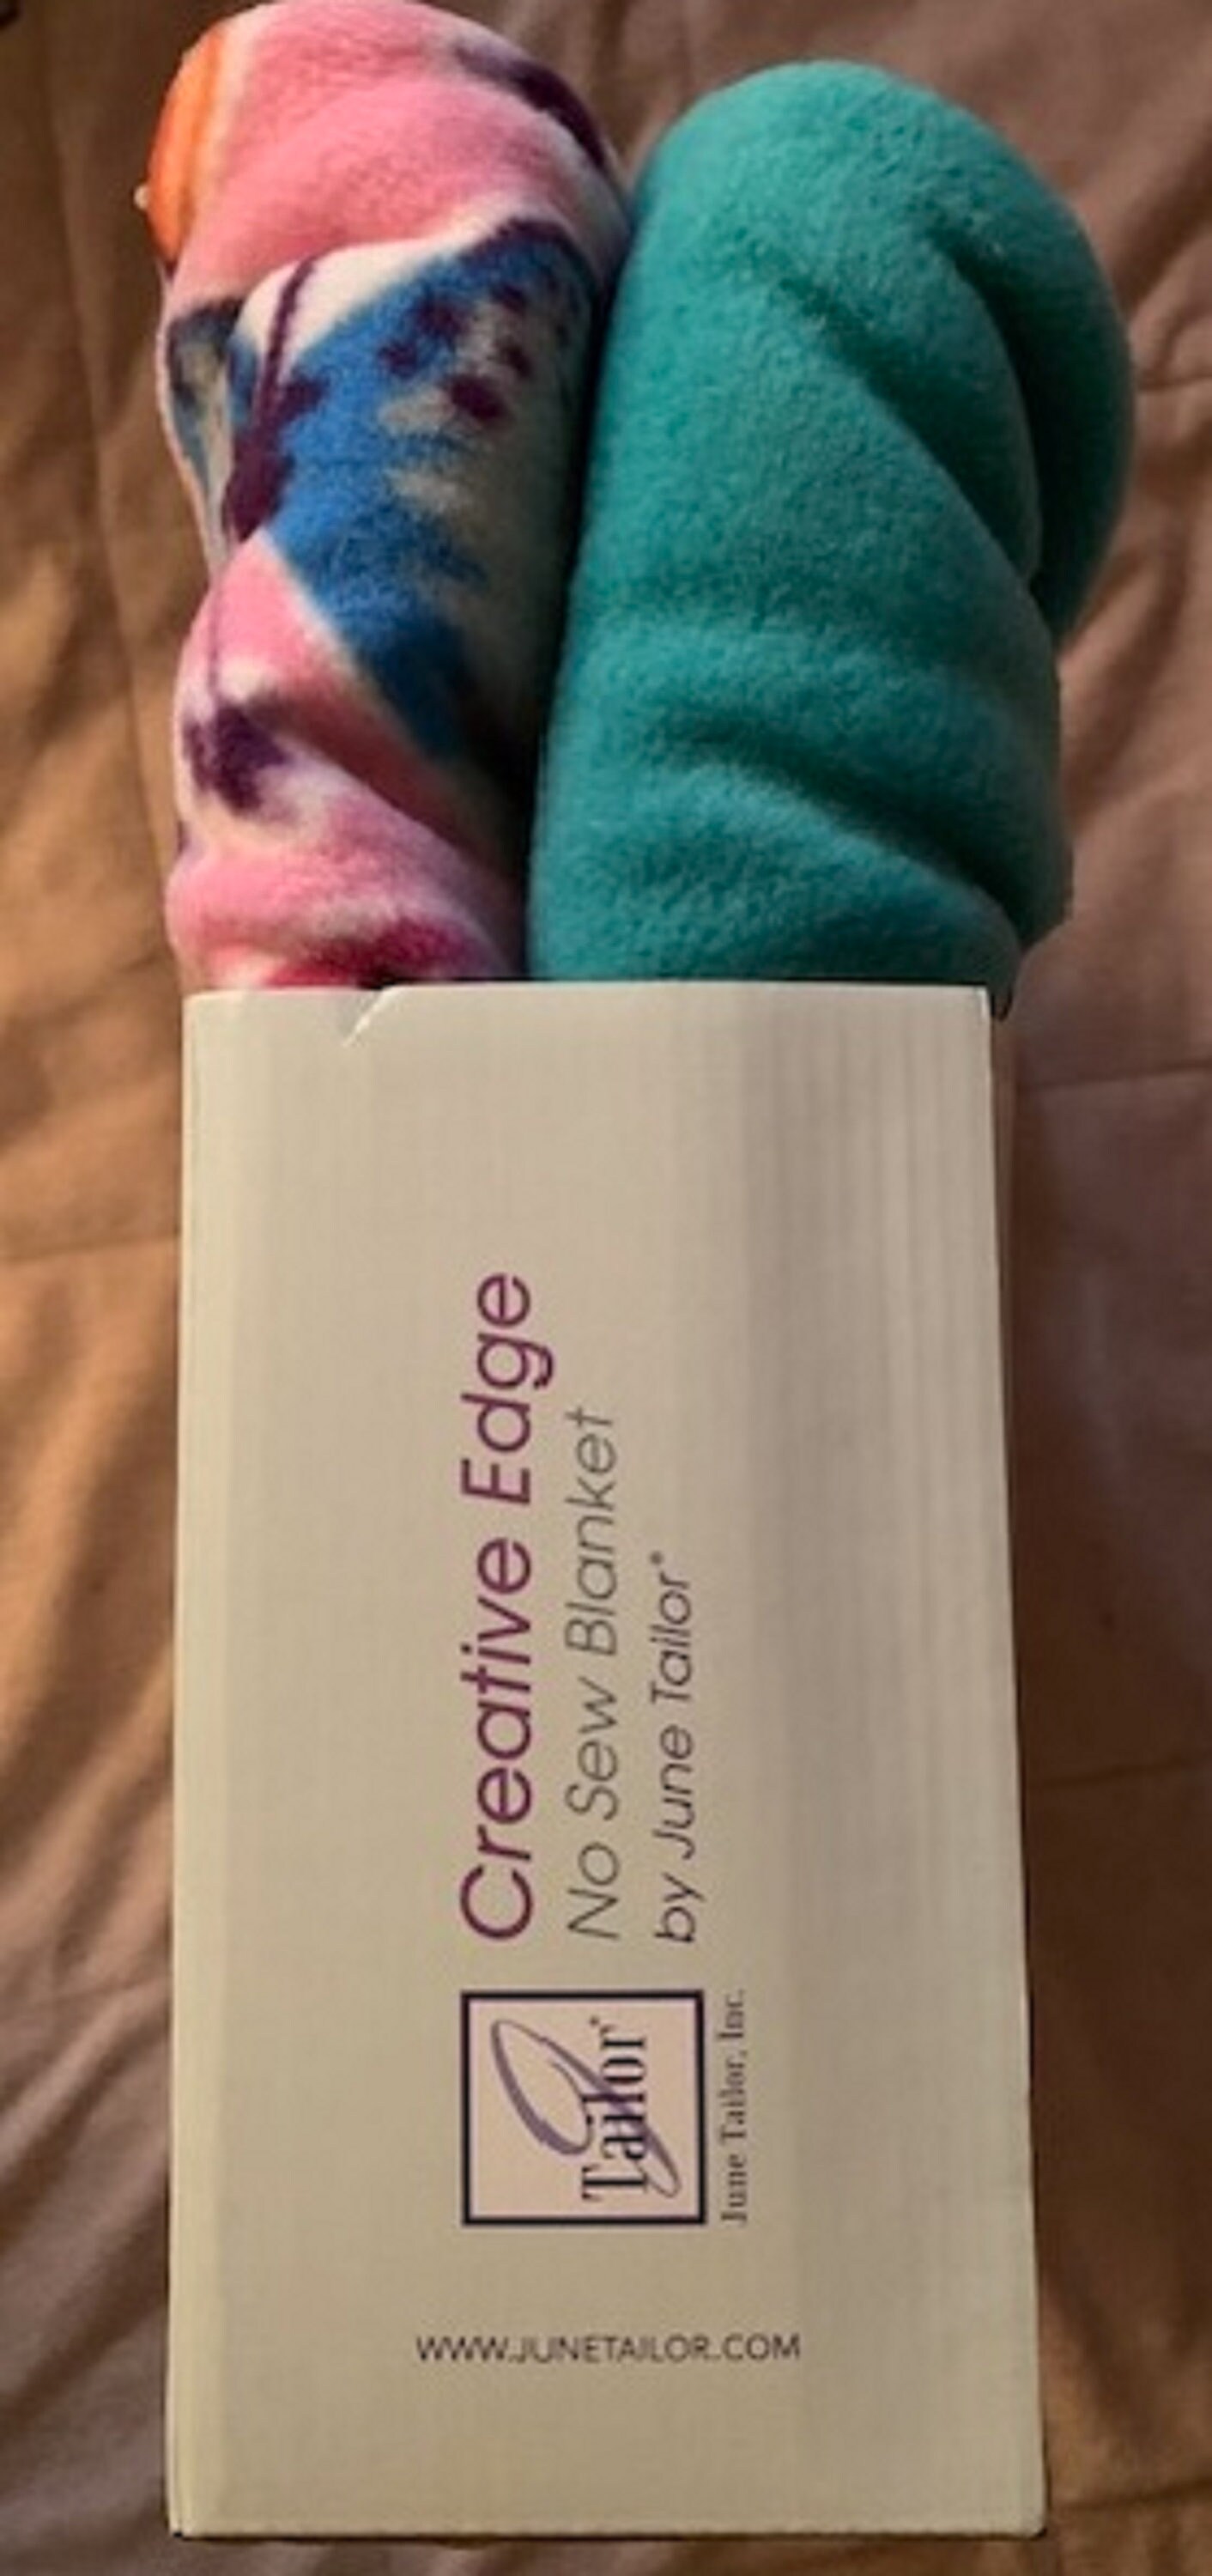 Creative Edge
No Sew Blanket
by June Tailor®
J Tailor®
June Tailor, Inc.
WWW.JUNETAILOR.COM